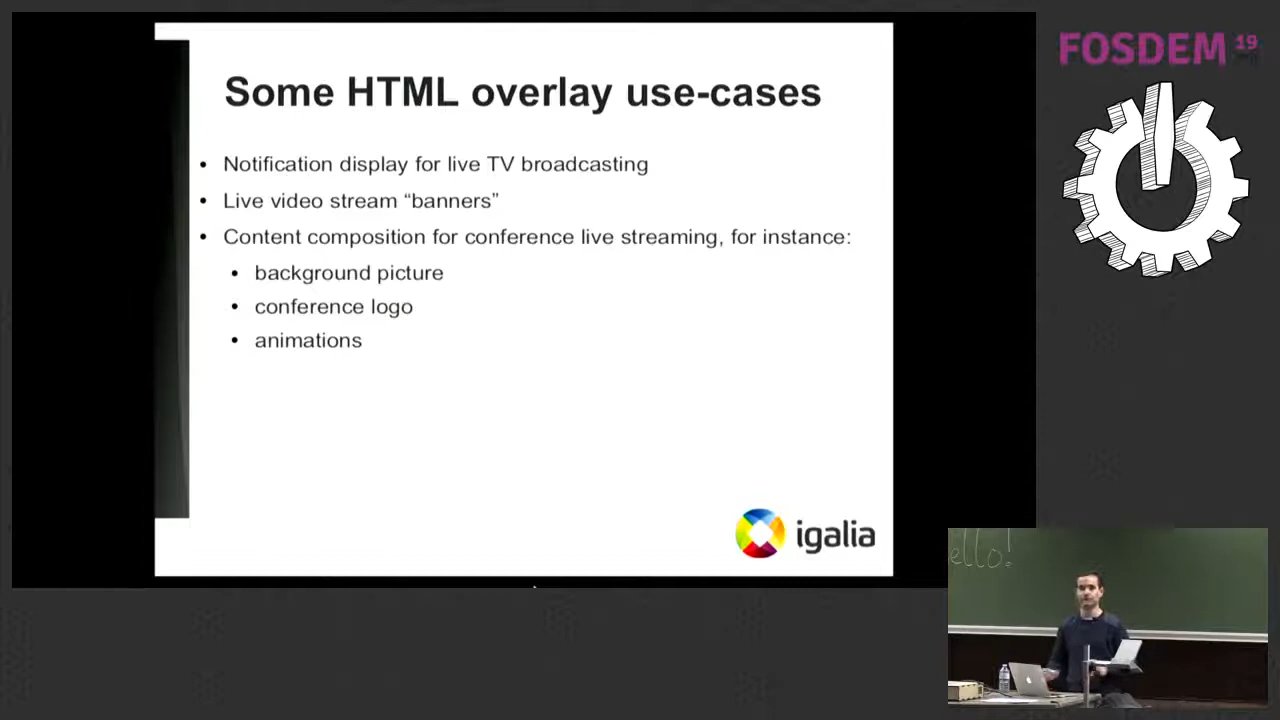 Some HTML overlay use-cases
• Notification display for live TV broadcasting
• Live video stream “banners”
• Content composition for conference live streaming, for instance:
• background picture
• conference logo
• animations
igalia
FOSDEM 19
ello!